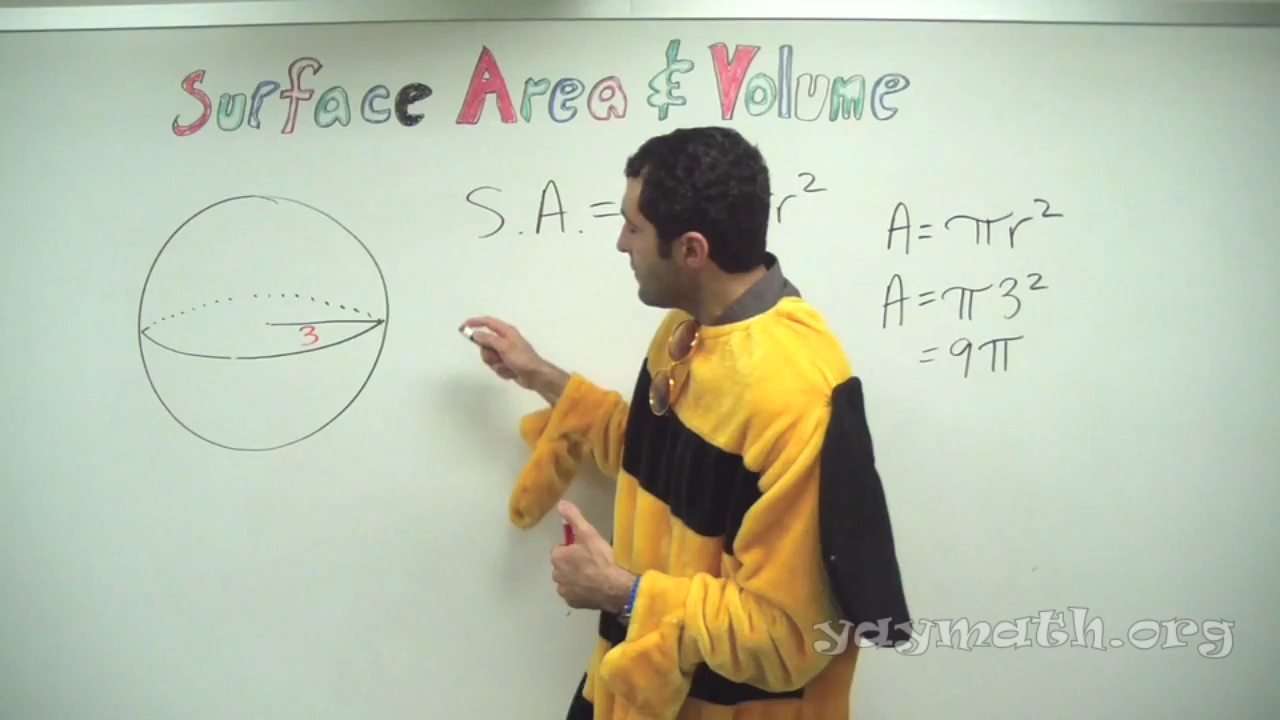 Surface Area & Volume
S.A. = r²
A = πr²
A = π3²
= 9π
3
yaymath.org